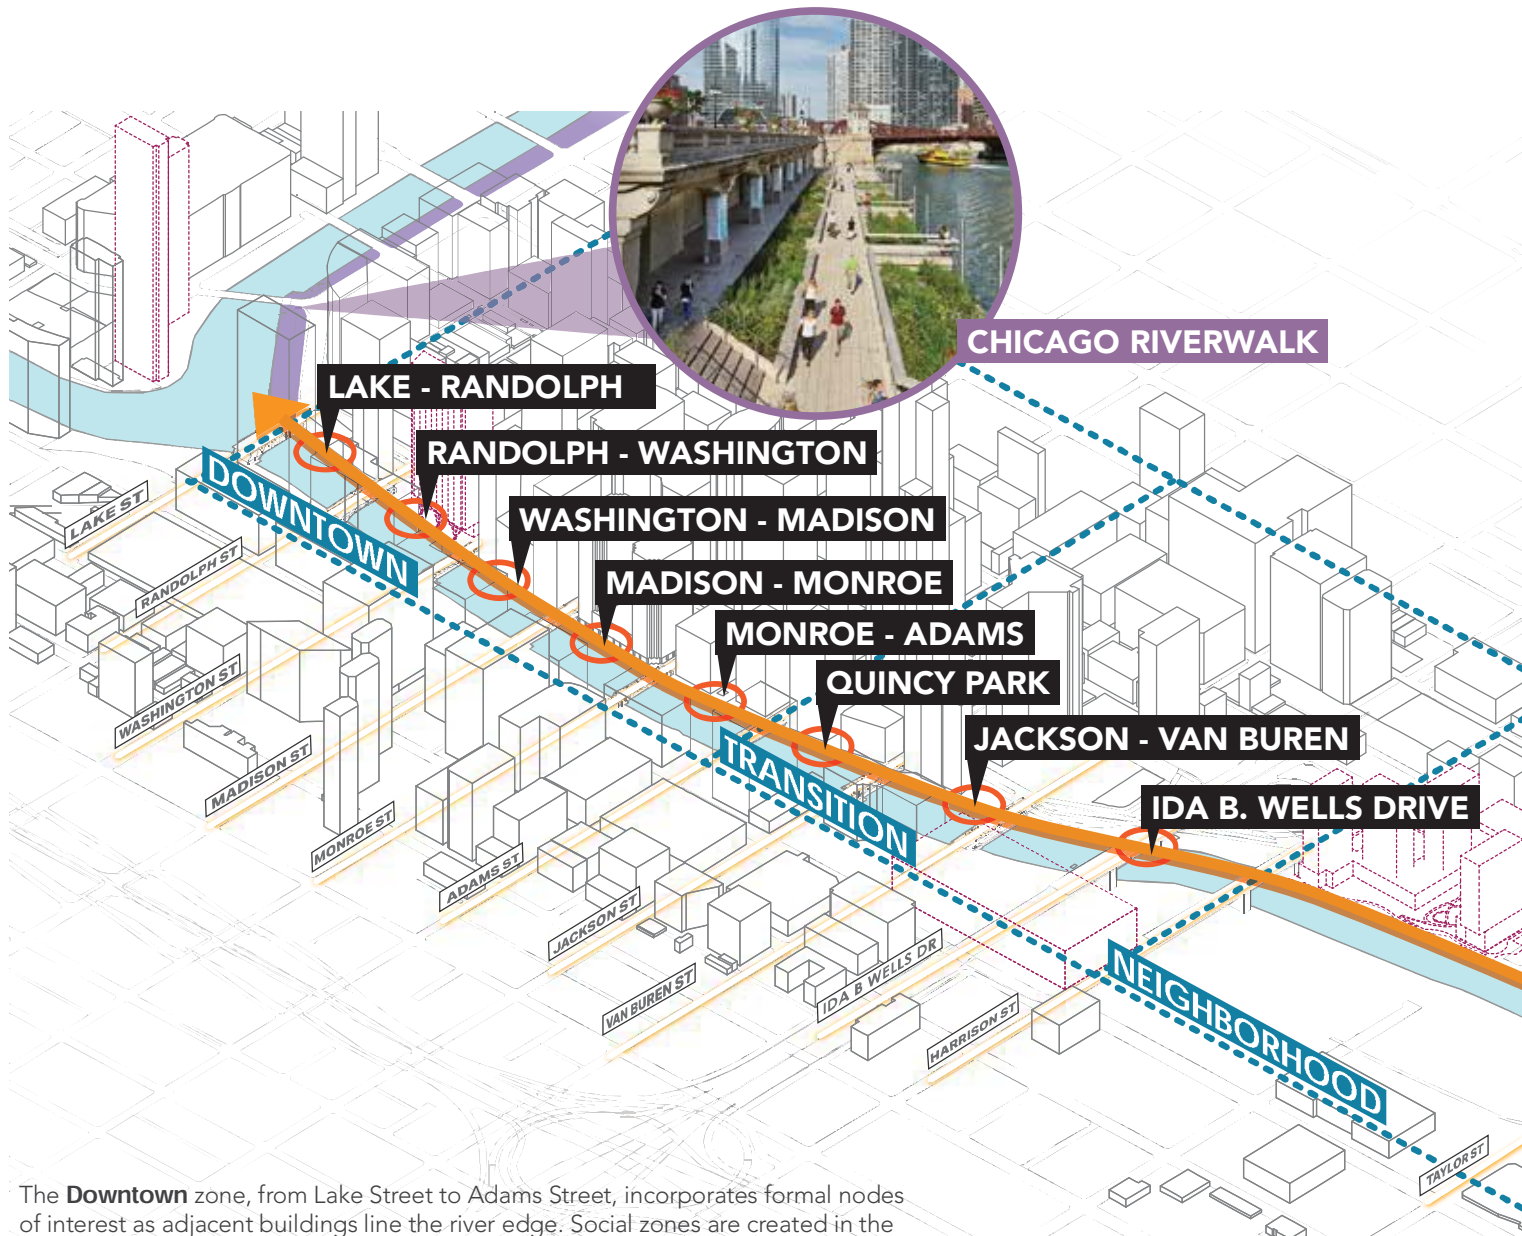 CHICAGO RIVERWALK
LAKE - RANDOLPH
RANDOLPH - WASHINGTON
WASHINGTON - MADISON
MADISON - MONROE
MONROE - ADAMS
QUINCY PARK
JACKSON - VAN BUREN
IDA B. WELLS DRIVE
DOWNTOWN
TRANSITION
NEIGHBORHOOD
LAKE ST
RANDOLPH ST
WASHINGTON ST
MADISON ST
MONROE ST
ADAMS ST
JACKSON ST
VAN BUREN ST
IDA B WELLS DR
HARRISON ST
TAYLOR ST
The Downtown zone, from Lake Street to Adams Street, incorporates formal nodes
of interest as adjacent buildings line the river edge. Social zones are created in the